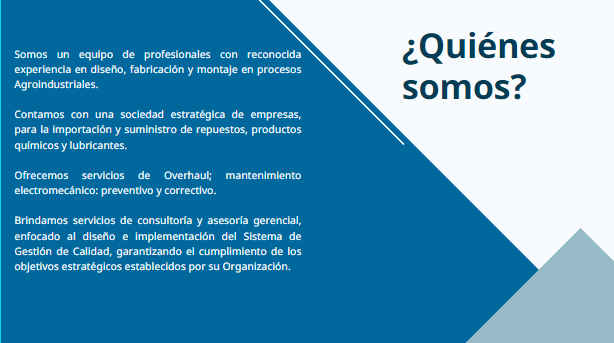 ¿Quiénes
somos?
Somos un equipo de profesionales con reconocida
experiencia en diseño, fabricación y montaje en procesos
Agroindustriales.
Contamos con una sociedad estratégica de empresas,
para la importación y suministro de repuestos, productos
químicos y lubricantes.
Ofrecemos servicios de Overhaul; mantenimiento
electromecánico: preventivo y correctivo.
Brindamos servicios de consultoría y asesoría gerencial,
enfocado al diseño e implementación del Sistema de
Gestión de Calidad, garantizando el cumplimiento de los
objetivos estratégicos establecidos por su Organización.